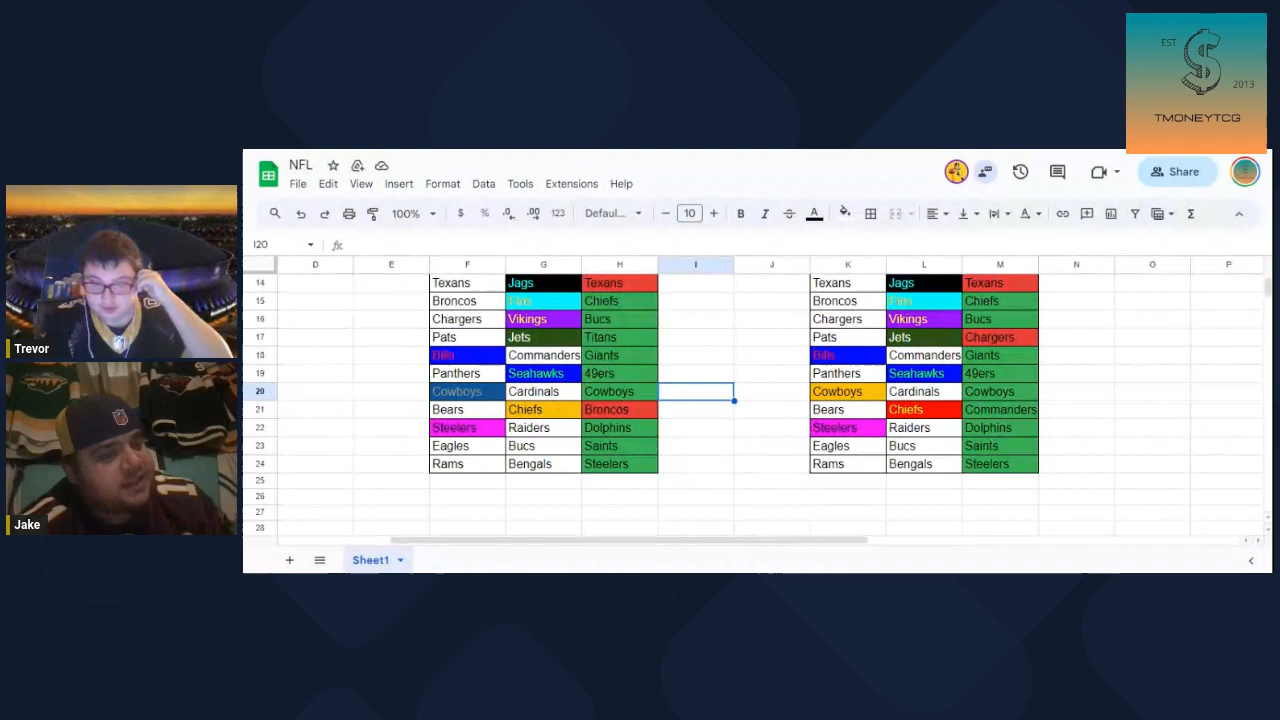 EST
2013
TMONEYTCG
NFL
File Edit View Insert Format Data Tools Extensions Help
Share
100% $ % .0 .00 123 Defaul... 10 B I A
I20 fx
D E F G H I J K L M N O P
14 Texans Jags Texans Texans Jags Texans
15 Broncos Fins Chiefs Broncos Fins Chiefs
16 Chargers Vikings Bucs Chargers Vikings Bucs
17 Pats Jets Titans Pats Jets Chargers
18 Bills Commanders Giants Bills Commanders Giants
19 Panthers Seahawks 49ers Panthers Seahawks 49ers
20 Cowboys Cardinals Cowboys Cowboys Cardinals Cowboys
21 Bears Chiefs Broncos Bears Chiefs Commanders
22 Steelers Raiders Dolphins Steelers Raiders Dolphins
23 Eagles Bucs Saints Eagles Bucs Saints
24 Rams Bengals Steelers Rams Bengals Steelers
25
26
27
28
Sheet1
Trevor
Jake